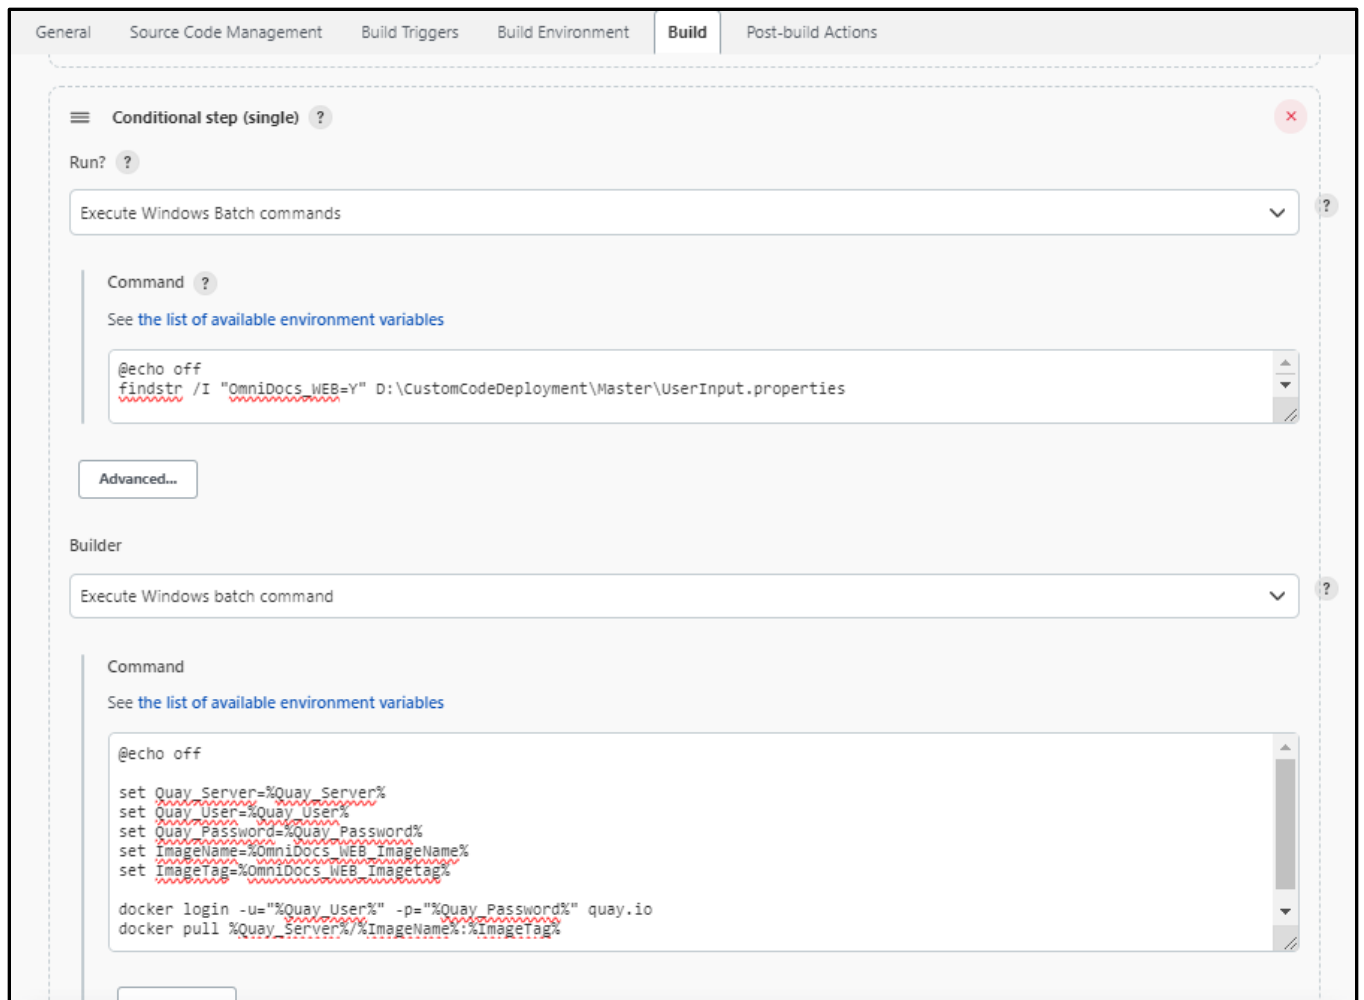 General Source Code Management Build Triggers Build Environment Build Post-build Actions
Conditional step (single) ?
Run? ?
Execute Windows Batch commands
?
Command ?
See the list of available environment variables
@echo off
findstr /I "OmniDocs_WEB=Y" D:\CustomCodeDeployment\Master\UserInput.properties
Advanced...
Builder
Execute Windows batch command
?
Command
See the list of available environment variables
@echo off
set Quay_Server=%Quay_Server%
set Quay_User=%Quay_User%
set Quay_Password=%Quay_Password%
set ImageName=%OmniDocs_WEB_ImageName%
set ImageTag=%OmniDocs_WEB_Imagetag%
docker login -u="%Quay_User%" -p="%Quay_Password%" quay.io
docker pull %Quay_Server%/%ImageName%:%ImageTag%